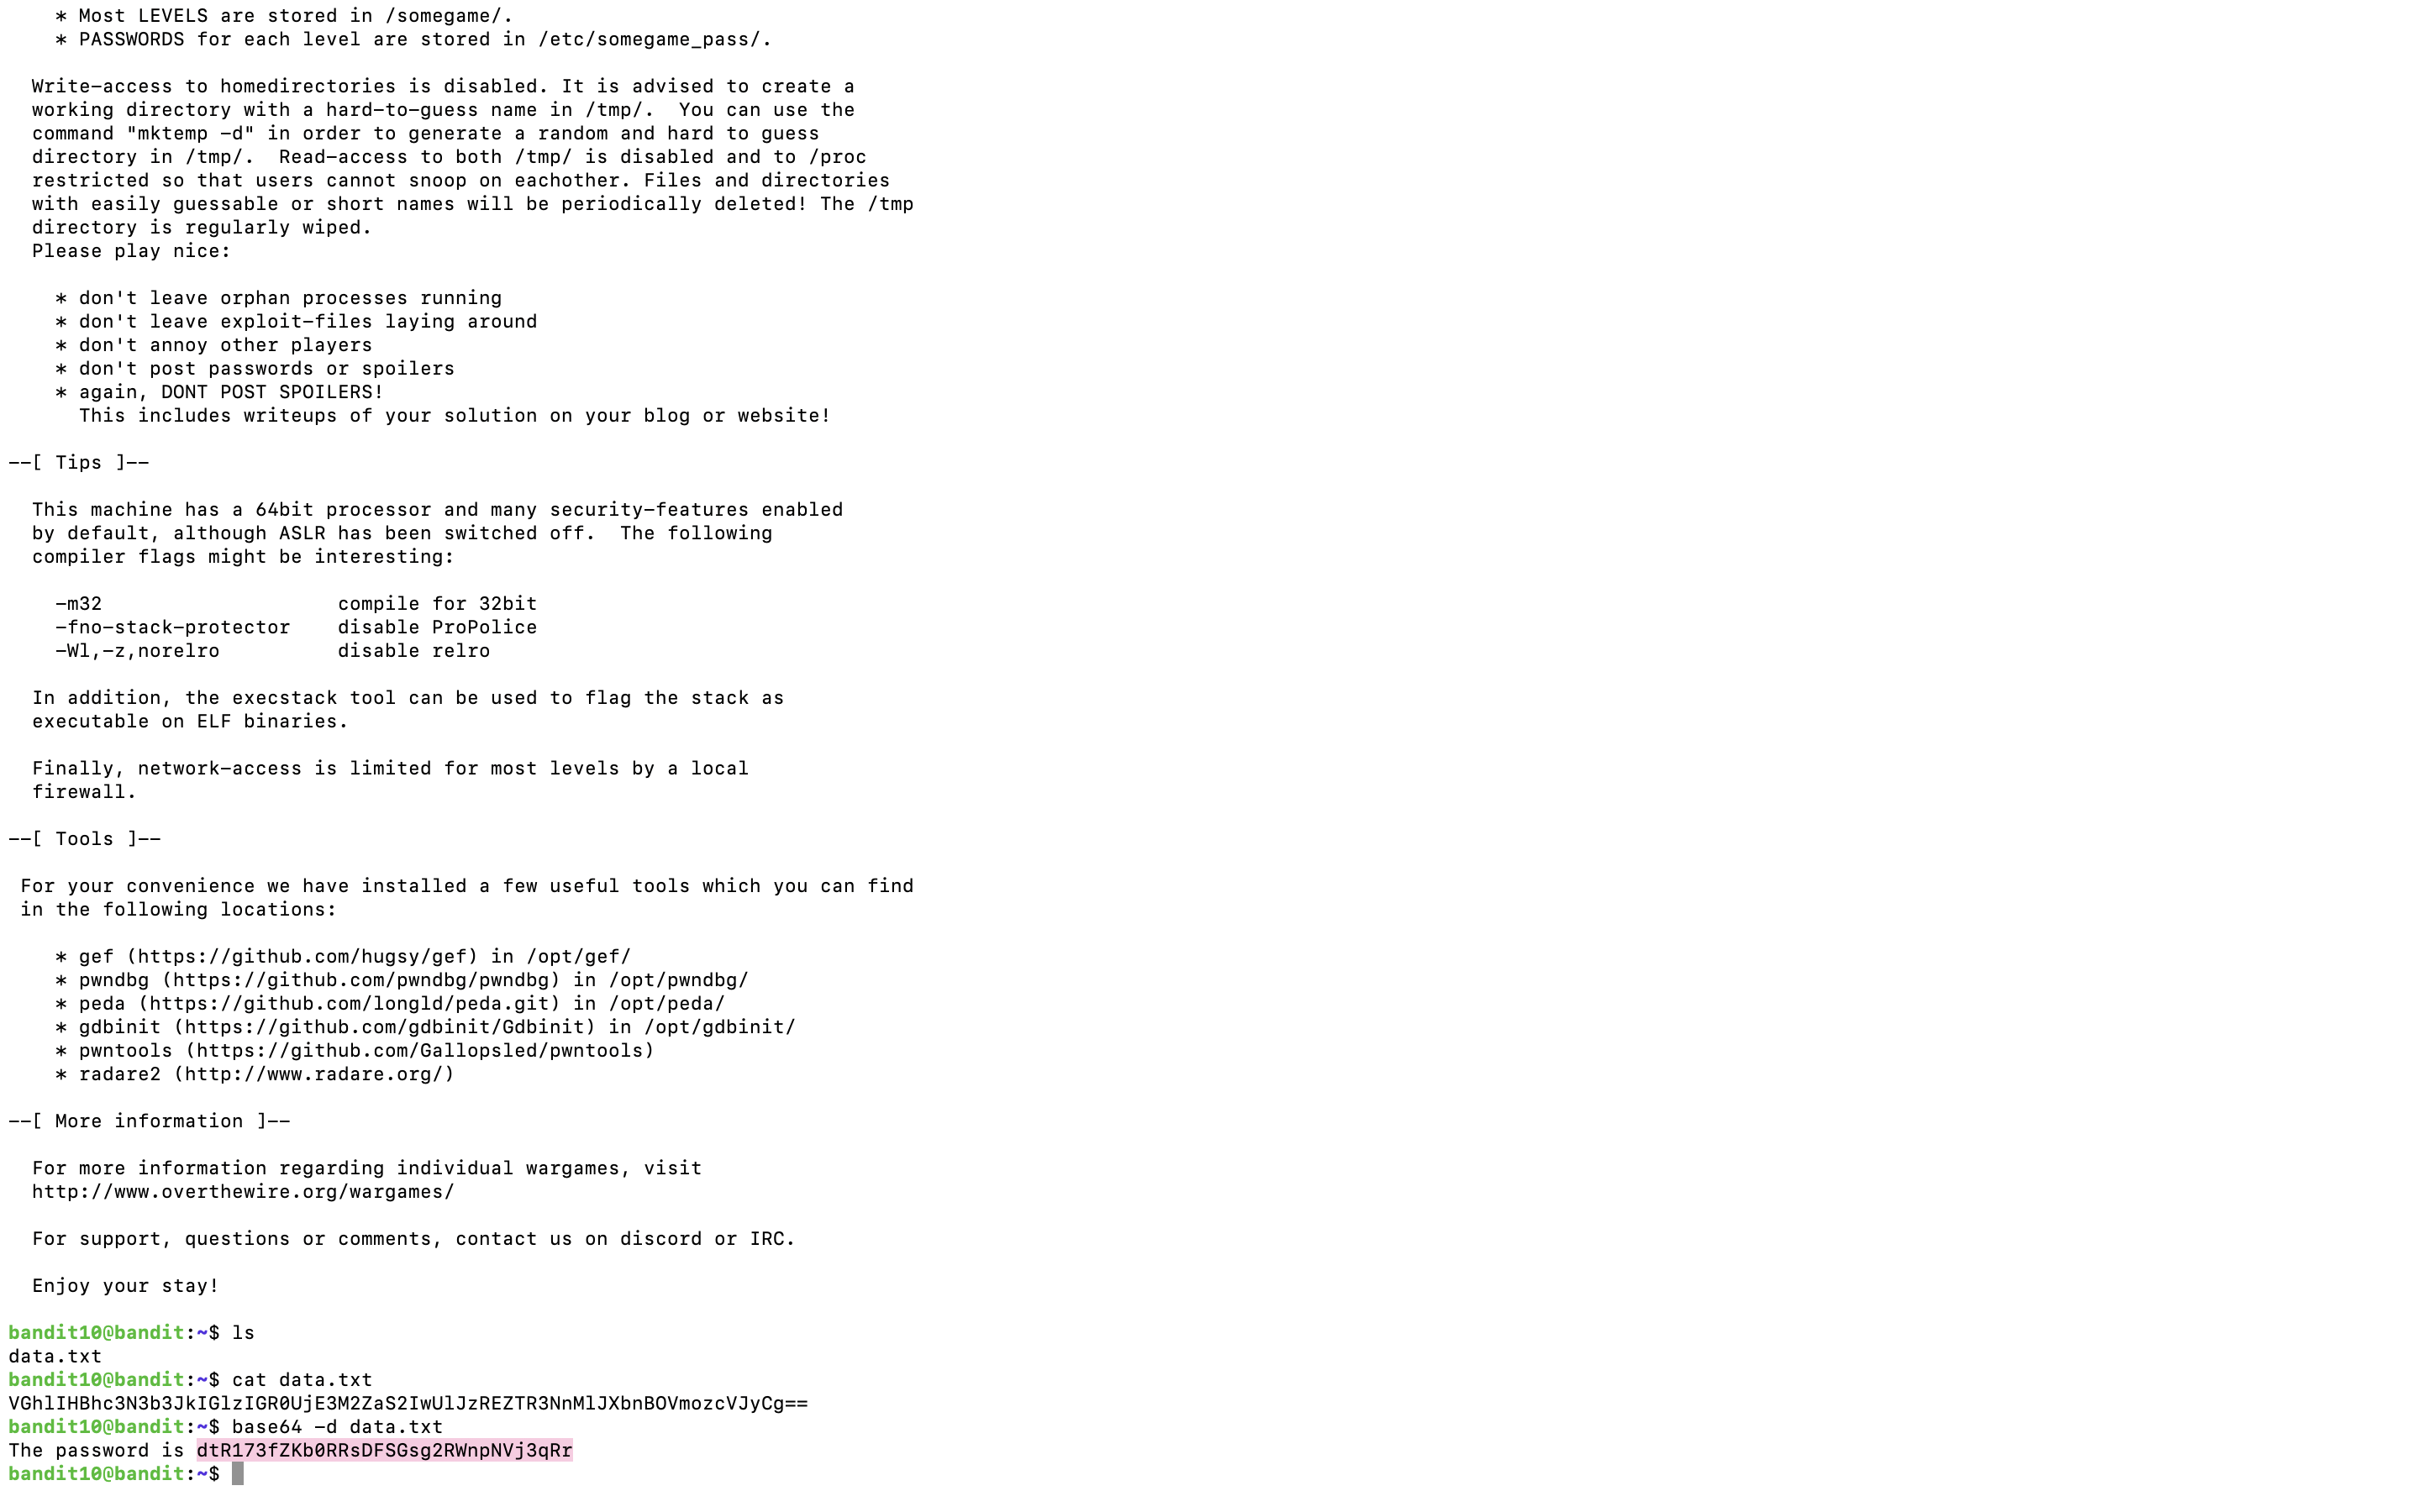 * Most LEVELS are stored in /somegame/.
* PASSWORDS for each level are stored in /etc/somegame_pass/.
Write-access to homedirectories is disabled. It is advised to create a
working directory with a hard-to-guess name in /tmp/.  You can use the
command "mktemp -d" in order to generate a random and hard to guess
directory in /tmp/.  Read-access to both /tmp/ is disabled and to /proc
restricted so that users cannot snoop on eachother. Files and directories
with easily guessable or short names will be periodically deleted! The /tmp
directory is regularly wiped.
Please play nice:
* don't leave orphan processes running
* don't leave exploit-files laying around
* don't annoy other players
* don't post passwords or spoilers
* again, DONT POST SPOILERS!
This includes writeups of your solution on your blog or website!
--[ Tips ]--
This machine has a 64bit processor and many security-features enabled
by default, although ASLR has been switched off.  The following
compiler flags might be interesting:
-m32                    compile for 32bit
-fno-stack-protector    disable ProPolice
-Wl,-z,norelro          disable relro
In addition, the execstack tool can be used to flag the stack as
executable on ELF binaries.
Finally, network-access is limited for most levels by a local
firewall.
--[ Tools ]--
For your convenience we have installed a few useful tools which you can find
in the following locations:
* gef (https://github.com/hugsy/gef) in /opt/gef/
* pwndbg (https://github.com/pwndbg/pwndbg) in /opt/pwndbg/
* peda (https://github.com/longld/peda.git) in /opt/peda/
* gdbinit (https://github.com/gdbinit/Gdbinit) in /opt/gdbinit/
* pwntools (https://github.com/Gallopsled/pwntools)
* radare2 (http://www.radare.org/)
--[ More information ]--
For more information regarding individual wargames, visit
http://www.overthewire.org/wargames/
For support, questions or comments, contact us on discord or IRC.
Enjoy your stay!
bandit10@bandit:~$ ls
data.txt
bandit10@bandit:~$ cat data.txt
VGhlIHBhc3N3b3JkIGlzIGR0UjE3M2ZaS2IwUlJzREZTR3NnMlJXbnBOVmozcVJyCg==
bandit10@bandit:~$ base64 -d data.txt
The password is dtR173fZKb0RRsDFSGsg2RWnpNVj3qRr
bandit10@bandit:~$